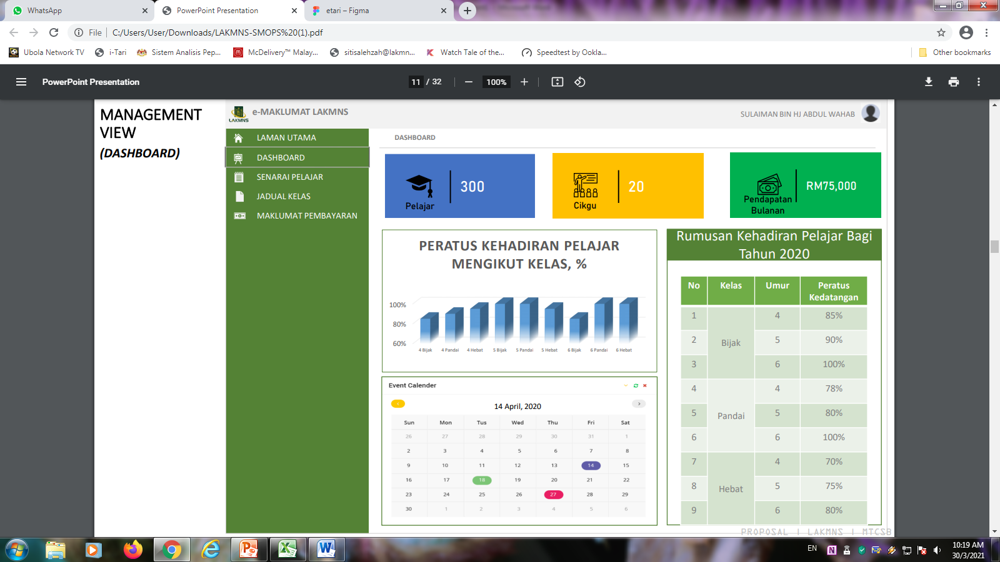 WhatsApp
PowerPoint Presentation
etari – Figma
File
C:/Users/User/Downloads/LAKMNS-SMOPS%20(1).pdf
Ubola Network TV
i-Tari
Sistem Analisis Pep...
McDelivery™ Malay...
sitisalehzah@lakmn...
Watch Tale of the...
Speedtest by Ookla...
Other bookmarks
PowerPoint Presentation
11 / 32
100%
MANAGEMENT
VIEW
(DASHBOARD)
LAKMNS
e-MAKLUMAT LAKMNS
SULAIMAN BIN HJ ABDUL WAHAB
LAMAN UTAMA
DASHBOARD
SENARAI PELAJAR
JADUAL KELAS
MAKLUMAT PEMBAYARAN
DASHBOARD
Pelajar
300
Cikgu
20
Pendapatan
Bulanan
RM75,000
PERATUS KEHADIRAN PELAJAR
MENGIKUT KELAS, %
100%
80%
60%
4 Bijak 4 Pandai 4 Hebat 5 Bijak 5 Pandai 5 Hebat 6 Bijak 6 Pandai 6 Hebat
Event Calender
14 April, 2020
Sun Mon Tus Wed Thu Fri Sat
26 27 28 29 30 31 1
2 3 4 5 6 7 8
9 10 11 12 13 14 15
16 17 18 19 20 21 22
23 24 25 26 27 28 29
30 1 2 3 4 5 6
Rumusan Kehadiran Pelajar Bagi
Tahun 2020
No Kelas Umur Peratus
Kedatangan
1 4 85%
2 Bijak 5 90%
3 6 100%
4 4 78%
5 Pandai 5 80%
6 6 100%
7 4 70%
8 Hebat 5 75%
9 6 80%
PROPOSAL | LAKMNS | MTCSB
EN
10:19 AM
30/3/2021